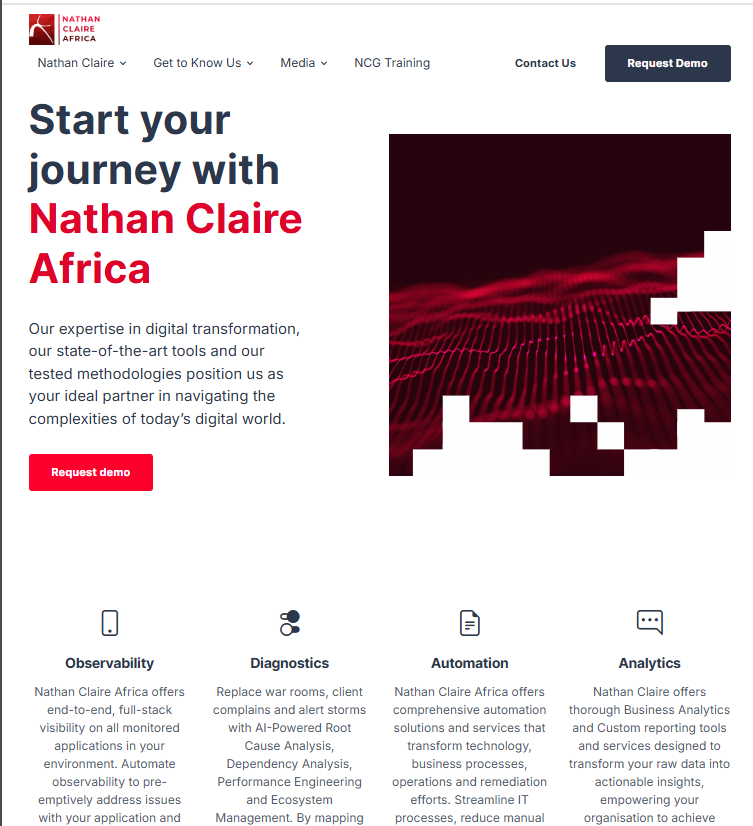 NATHAN
CLAIRE
AFRICA
Nathan Claire
Get to Know Us
Media
NCG Training
Contact Us
Request Demo
Start your
journey with
Nathan Claire
Africa
Our expertise in digital transformation,
our state-of-the-art tools and our
tested methodologies position us as
your ideal partner in navigating the
complexities of today’s digital world.
Request demo
Observability
Nathan Claire Africa offers
end-to-end, full-stack
visibility on all monitored
applications in your
environment. Automate
observability to pre-
emptively address issues
with your application and
Diagnostics
Replace war rooms, client
complains and alert storms
with AI-Powered Root
Cause Analysis,
Dependency Analysis,
Performance Engineering
and Ecosystem
Management. By mapping
Automation
Nathan Claire Africa offers
comprehensive automation
solutions and services that
transform technology,
business processes,
operations and remediation
efforts. Streamline IT
processes, reduce manual
Analytics
Nathan Claire offers
thorough Business Analytics
and Custom reporting tools
and services designed to
transform your raw data into
actionable insights,
empowering your
organisation to achieve